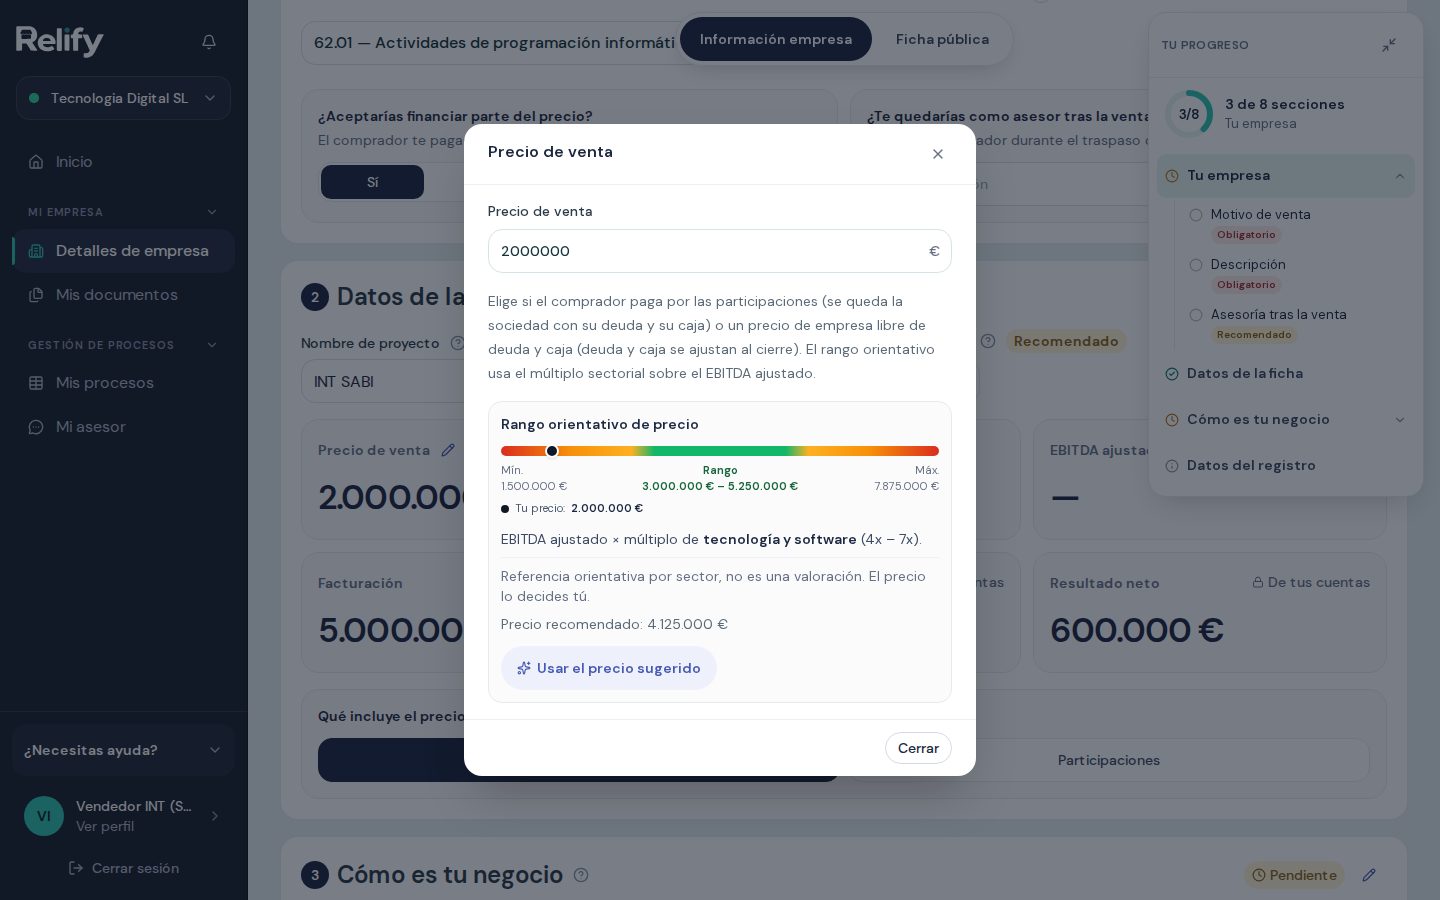 Relify
Tecnologia Digital SL
Inicio
MI EMPRESA
Detalles de empresa
Mis documentos
GESTIÓN DE PROCESOS
Mis procesos
Mi asesor
¿Necesitas ayuda?
VI
Vendedor INT (S...
Ver perfil
Cerrar sesión
62.01 — Actividades de programación informáti
Información empresa
Ficha pública
¿Aceptarías financiar parte del precio?
El comprador te paga
Sí
¿Te quedarías como asesor tras la venta
durante el traspaso
2
Datos de la
Nombre de proyecto
Recomendado
INT SABI
Precio de venta
2.000.00
EBITDA ajusta
—
Facturación
5.000.00
Resultado neto
De tus cuentas
600.000 €
Qué incluye el precio
Participaciones
3
Cómo es tu negocio
Pendiente
Precio de venta
Precio de venta
2000000
€
Elige si el comprador paga por las participaciones (se queda la
sociedad con su deuda y su caja) o un precio de empresa libre de
deuda y caja (deuda y caja se ajustan al cierre). El rango orientativo
usa el múltiplo sectorial sobre el EBITDA ajustado.
Rango orientativo de precio
Mín.
1.500.000 €
Rango
3.000.000 € – 5.250.000 €
Máx.
7.875.000 €
Tu precio: 2.000.000 €
EBITDA ajustado × múltiplo de tecnología y software (4x – 7x).
Referencia orientativa por sector, no es una valoración. El precio
lo decides tú.
Precio recomendado: 4.125.000 €
Usar el precio sugerido
Cerrar
TU PROGRESO
3/8
3 de 8 secciones
Tu empresa
Tu empresa
Motivo de venta
Obligatorio
Descripción
Obligatorio
Asesoría tras la venta
Recomendado
Datos de la ficha
Cómo es tu negocio
Datos del registro